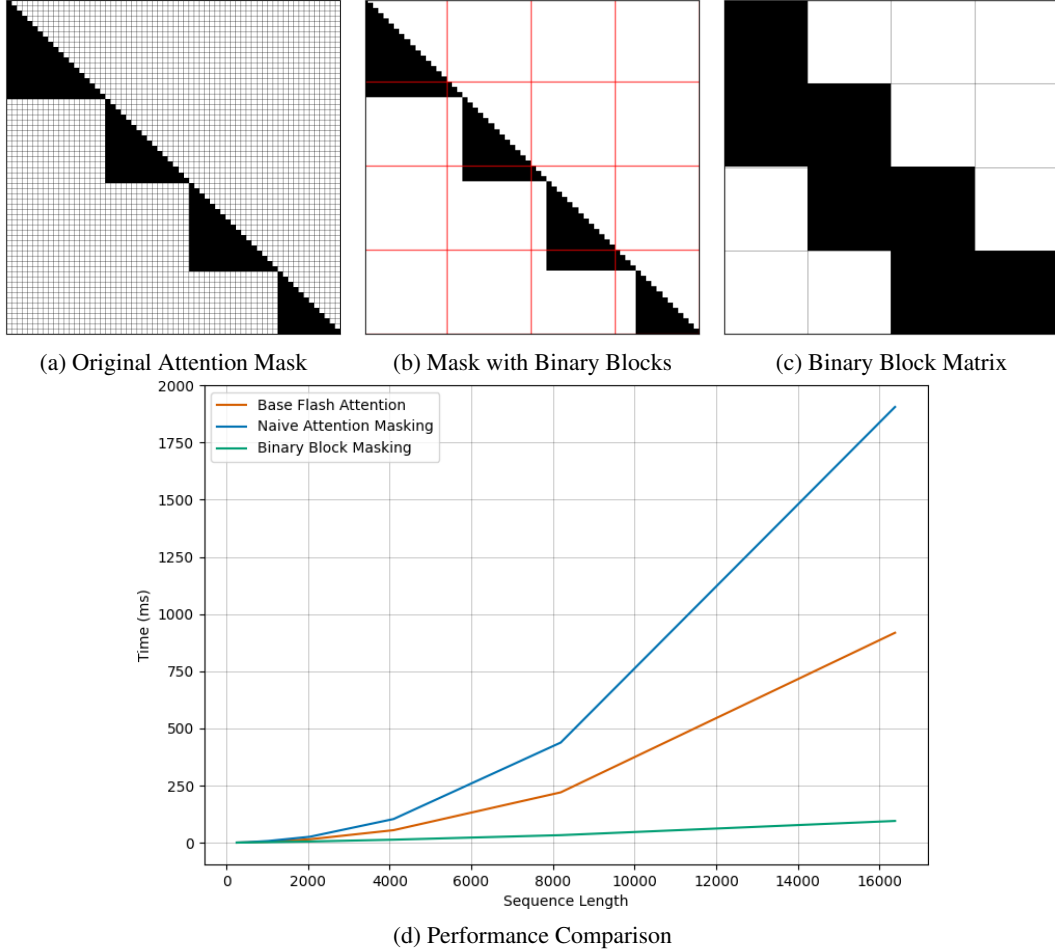 (a) Original Attention Mask
(b) Mask with Binary Blocks
(c) Binary Block Matrix
2000
1750
1500
1250
1000
750
500
250
0
Time (ms)
Base Flash Attention
Naive Attention Masking
Binary Block Masking
0 2000 4000 6000 8000 10000 12000 14000 16000
Sequence Length
(d) Performance Comparison